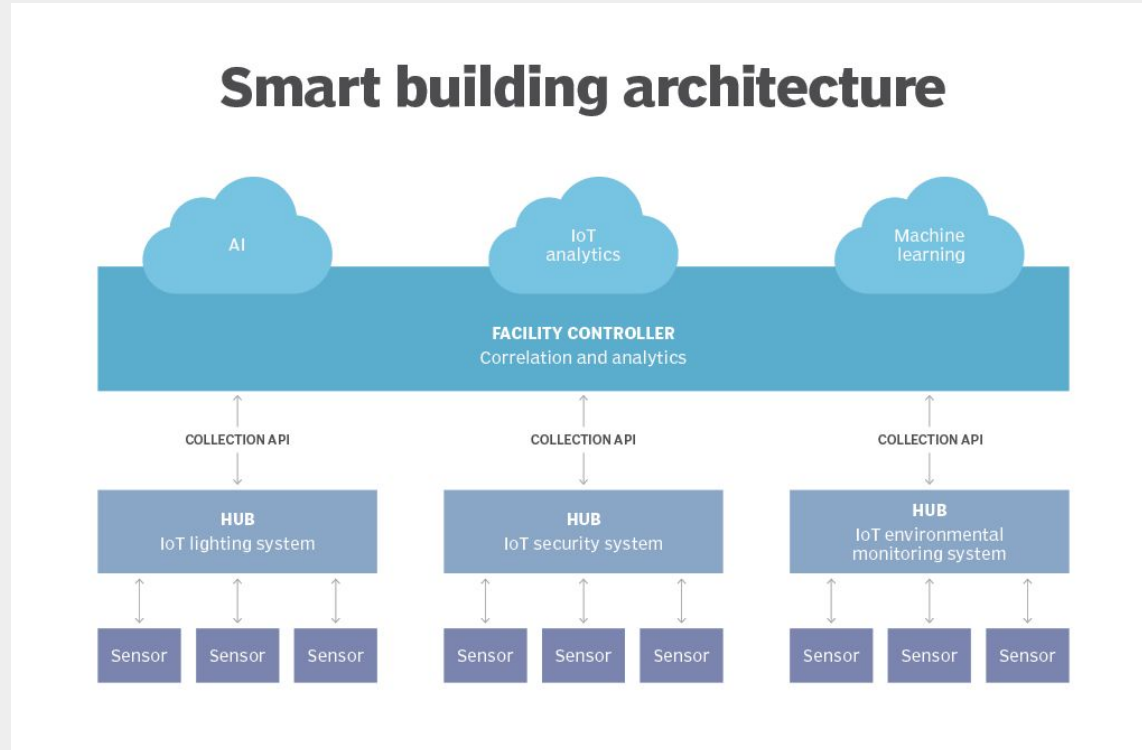 Smart building architecture
AI
IoT
analytics
Machine
learning
FACILITY CONTROLLER
Correlation and analytics
COLLECTION API
COLLECTION API
COLLECTION API
HUB
IoT lighting system
HUB
IoT security system
HUB
IoT environmental
monitoring system
Sensor
Sensor
Sensor
Sensor
Sensor
Sensor
Sensor
Sensor
Sensor